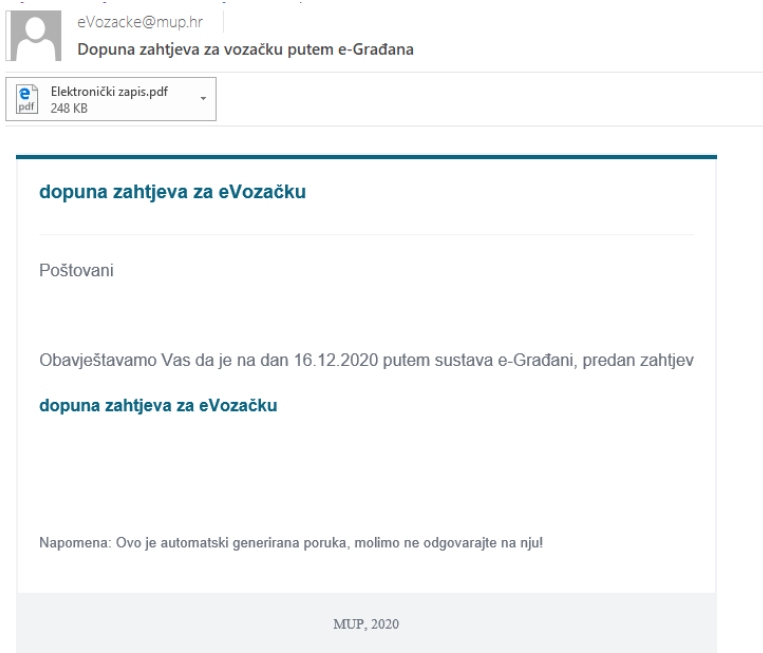 eVozacke@mup.hr
Dopuna zahtjeva za vozačku putem e-Građana
Elektronički zapis.pdf
pdf
248 KB
dopuna zahtjeva za eVozačku
Poštovani
Obavještavamo Vas da je na dan 16.12.2020 putem sustava e-Građani, predan zahtjev
dopuna zahtjeva za eVozačku
Napomena: Ovo je automatski generirana poruka, molimo ne odgovarajte na nju!
MUP, 2020